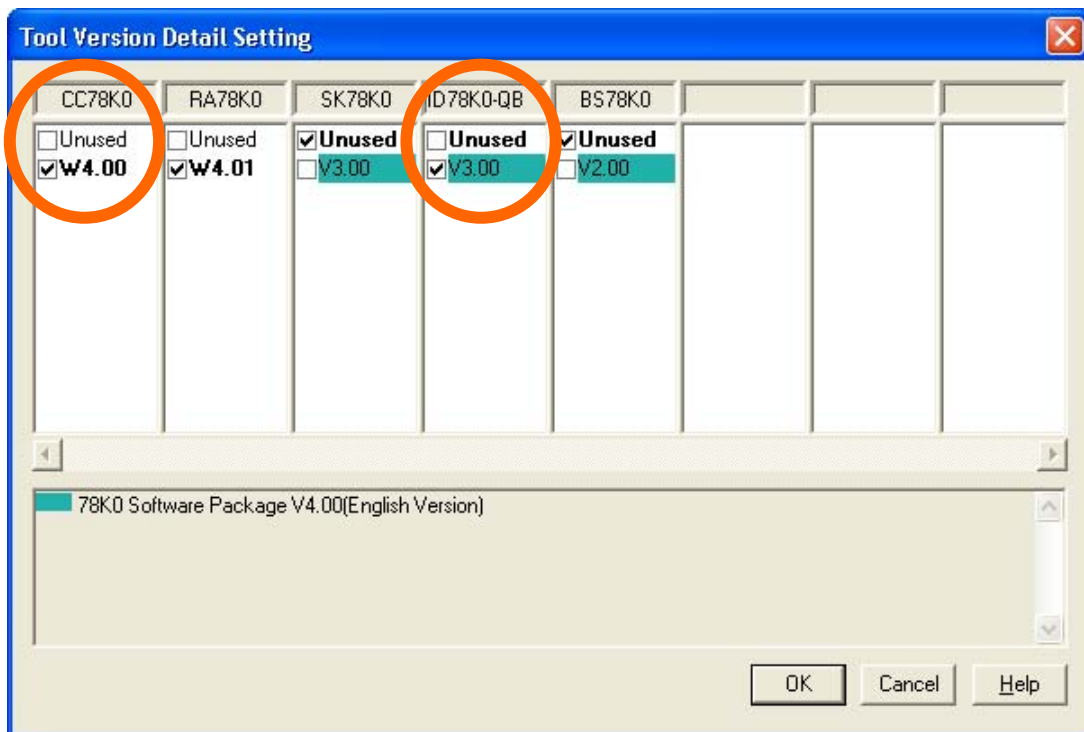 Tool Version Detail Setting
CC78K0 RA78K0 SK78K0 ID78K0-QB BS78K0
Unused Unused Unused Unused Unused
W4.00 W4.01 V3.00 V3.00 V2.00
78K0 Software Package V4.00(English Version)
OK Cancel Help